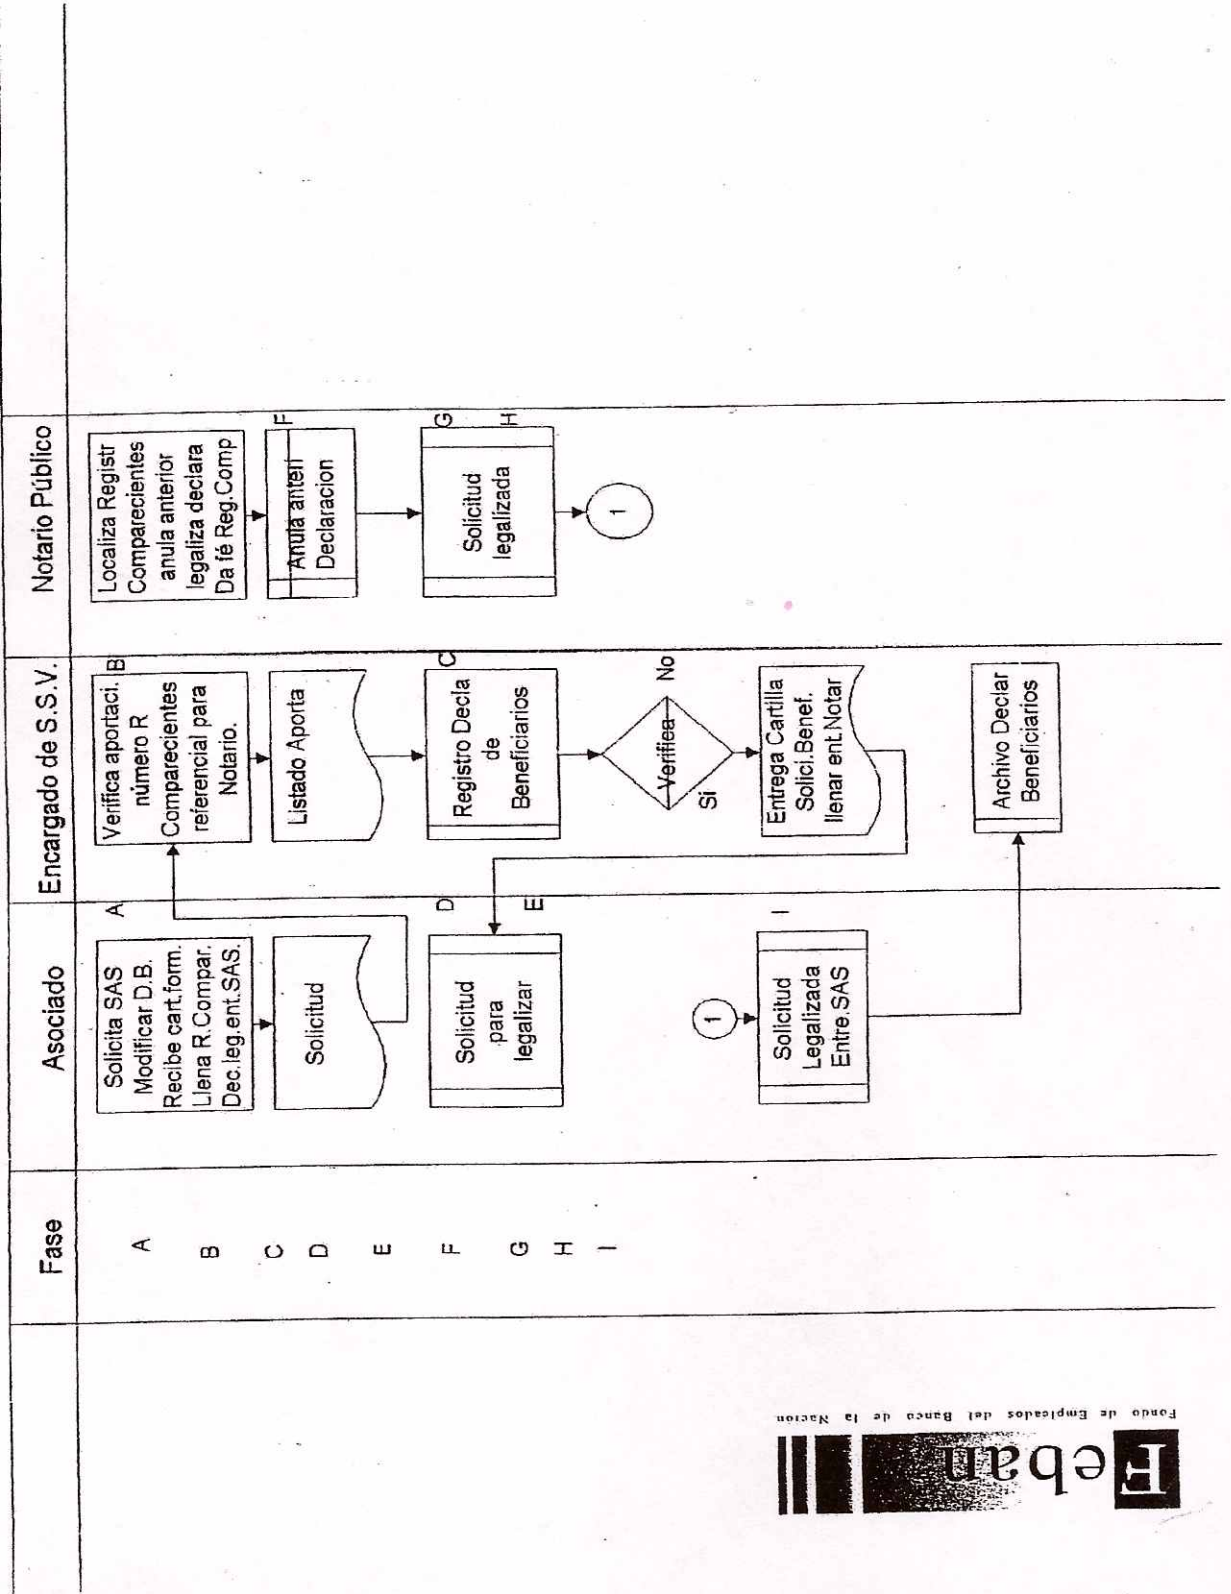 Fase
Asociado
Encargado de S.S.V.
Notario Público
A
B
C
D
E
F
G
H
I
A
Solicita SAS
Modificar D.B.
Recibe cart.form.
Llena R.Compar.
Dec.leg.ent.SAS.
Solicitud
D
E
Solicitud
para
legalizar
1
I
Solicitud
Legalizada
Entre.SAS
B
Verifica aportaci.
número R
Comparecientes
referencial para
Notario.
Listado Aporta
C
Registro Decla
de
Beneficiarios
Verifica
No
Si
Entrega Cartilla
Solici.Benef.
llenar ent.Notar
Archivo Declar
Beneficiarios
Localiza Registr
Comparecientes
anula anterior
legaliza declara
Da fé Reg.Comp
F
Anula anteri
Declaracion
G
H
Solicitud
legalizada
1
Feban
Fondo de Empleados del Banco de la Nacion